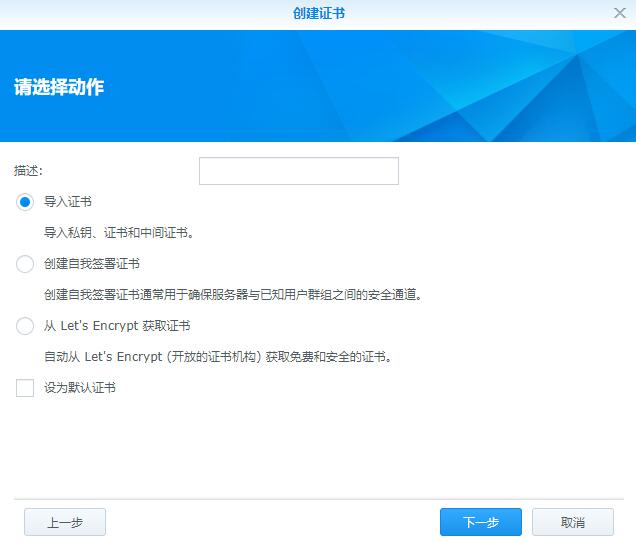 创建证书
请选择动作
描述:
导入证书
导入私钥、证书和中间证书。
创建自我签署证书
创建自我签署证书通常用于确保服务器与已知用户群组之间的安全通道。
从 Let's Encrypt 获取证书
自动从 Let's Encrypt (开放的证书机构) 获取免费和安全的证书。
设为默认证书
上一步 下一步 取消